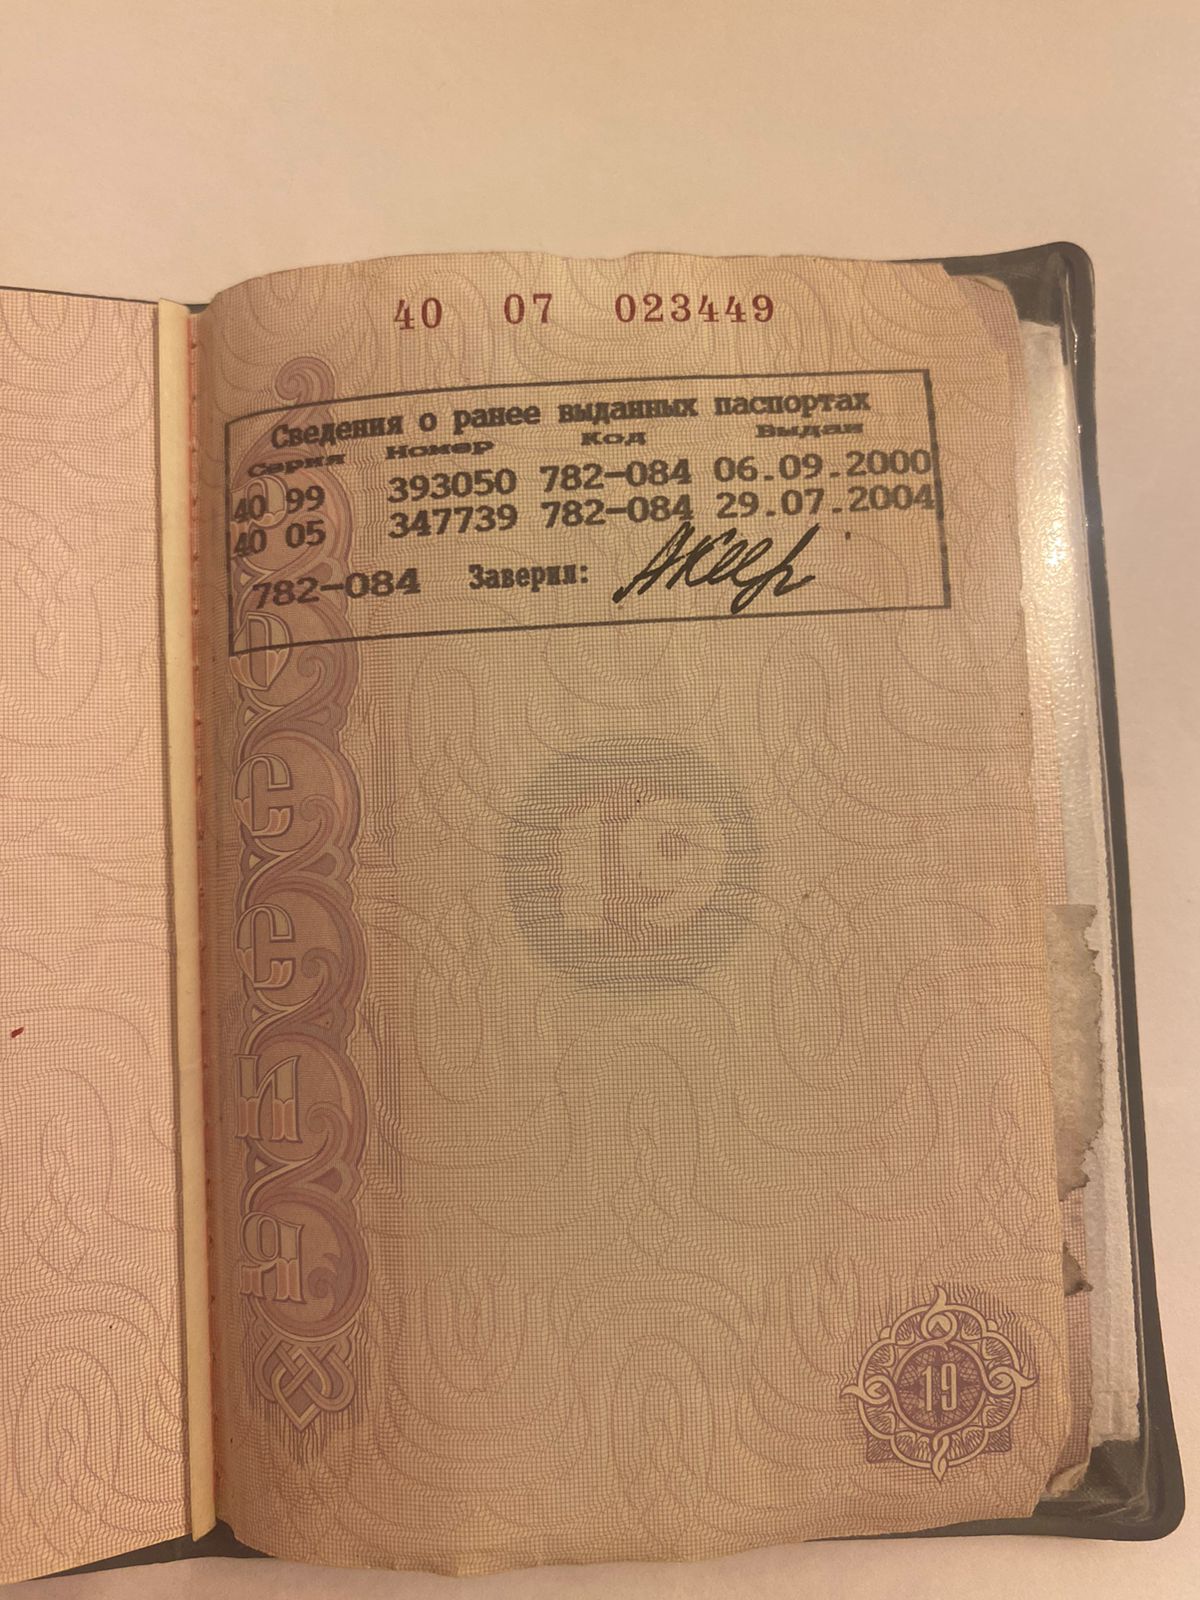 40 07 023449
Сведения о ранее выданных паспортах
Серия Номер Код Выдан
40 99 393050 782-084 06.09.2000
40 05 347739 782-084 29.07.2004
782-084 Заверил:
19
РОССИЯ
19